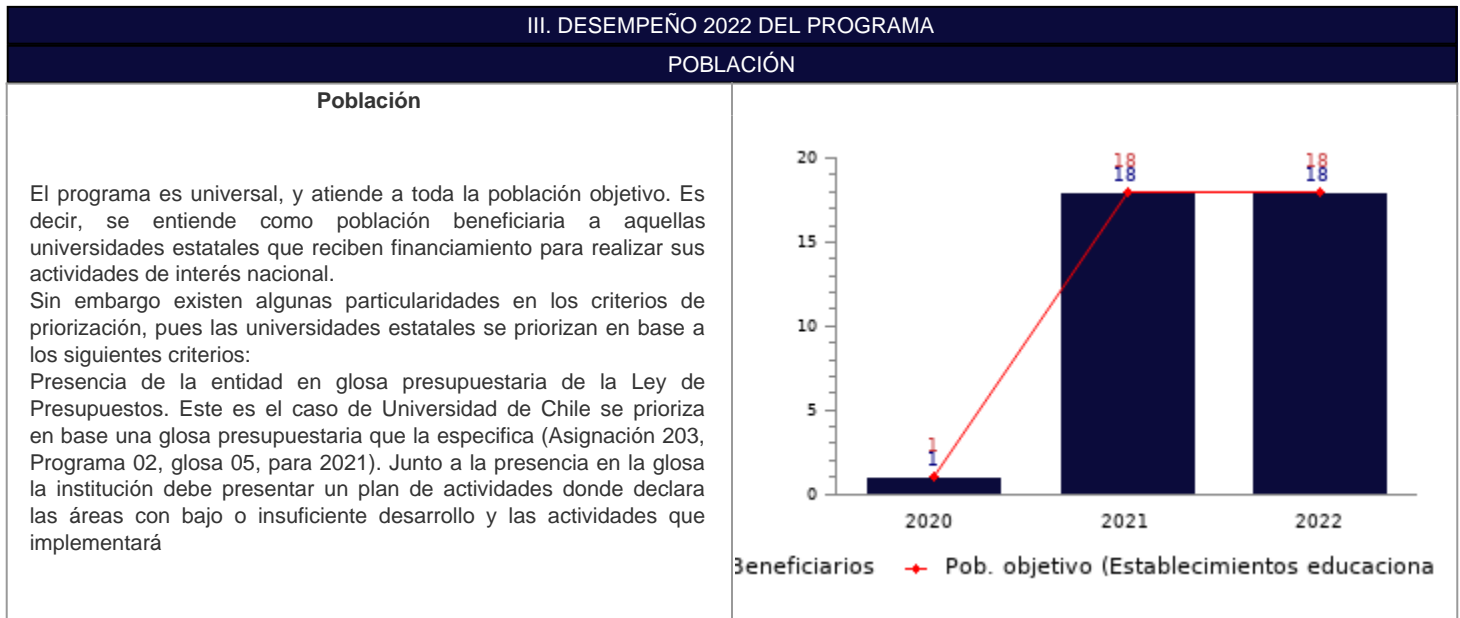 III. DESEMPEÑO 2022 DEL PROGRAMA
POBLACIÓN
Población
El programa es universal, y atiende a toda la población objetivo. Es
decir, se entiende como población beneficiaria a aquellas
universidades estatales que reciben financiamiento para realizar sus
actividades de interés nacional.
Sin embargo existen algunas particularidades en los criterios de
priorización, pues las universidades estatales se priorizan en base a
los siguientes criterios:
Presencia de la entidad en glosa presupuestaria de la Ley de
Presupuestos. Este es el caso de Universidad de Chile se prioriza
en base una glosa presupuestaria que la especifica (Asignación 203,
Programa 02, glosa 05, para 2021). Junto a la presencia en la glosa
la institución debe presentar un plan de actividades donde declara
las áreas con bajo o insuficiente desarrollo y las actividades que
implementará
20
15
10
5
0
1
1
18
18
18
18
2020 2021 2022
Beneficiarios Pob. objetivo (Establecimientos educaciona